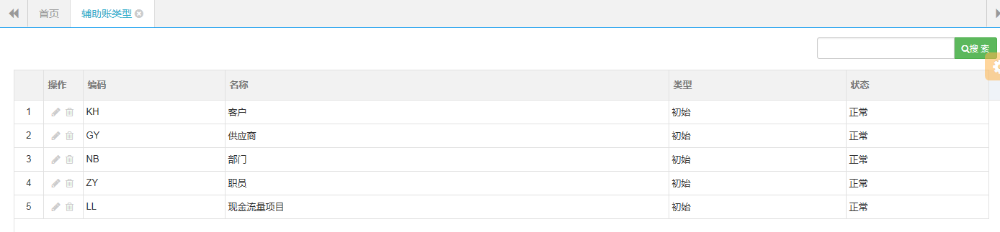 首页 辅助账类型
搜 索
操作 编码 名称 类型 状态
1 KH 客户 初始 正常
2 GY 供应商 初始 正常
3 NB 部门 初始 正常
4 ZY 职员 初始 正常
5 LL 现金流量项目 初始 正常